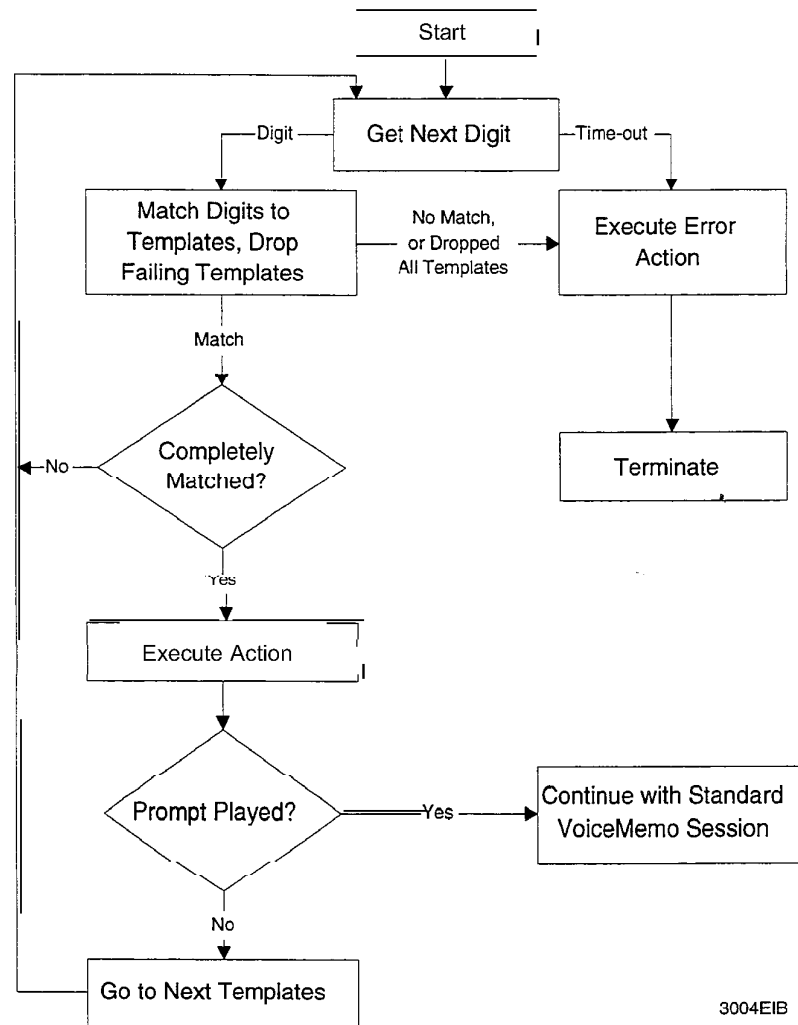 Start
Get Next Digit
Digit
Time-out
Match Digits to
Templates, Drop
Failing Templates
No Match,
or Dropped
All Templates
Execute Error
Action
Match
Completely
Matched?
No
Terminate
Yes
Execute Action
Prompt Played?
Yes
Continue with Standard
VoiceMemo Session
No
Go to Next Templates
3004EIB